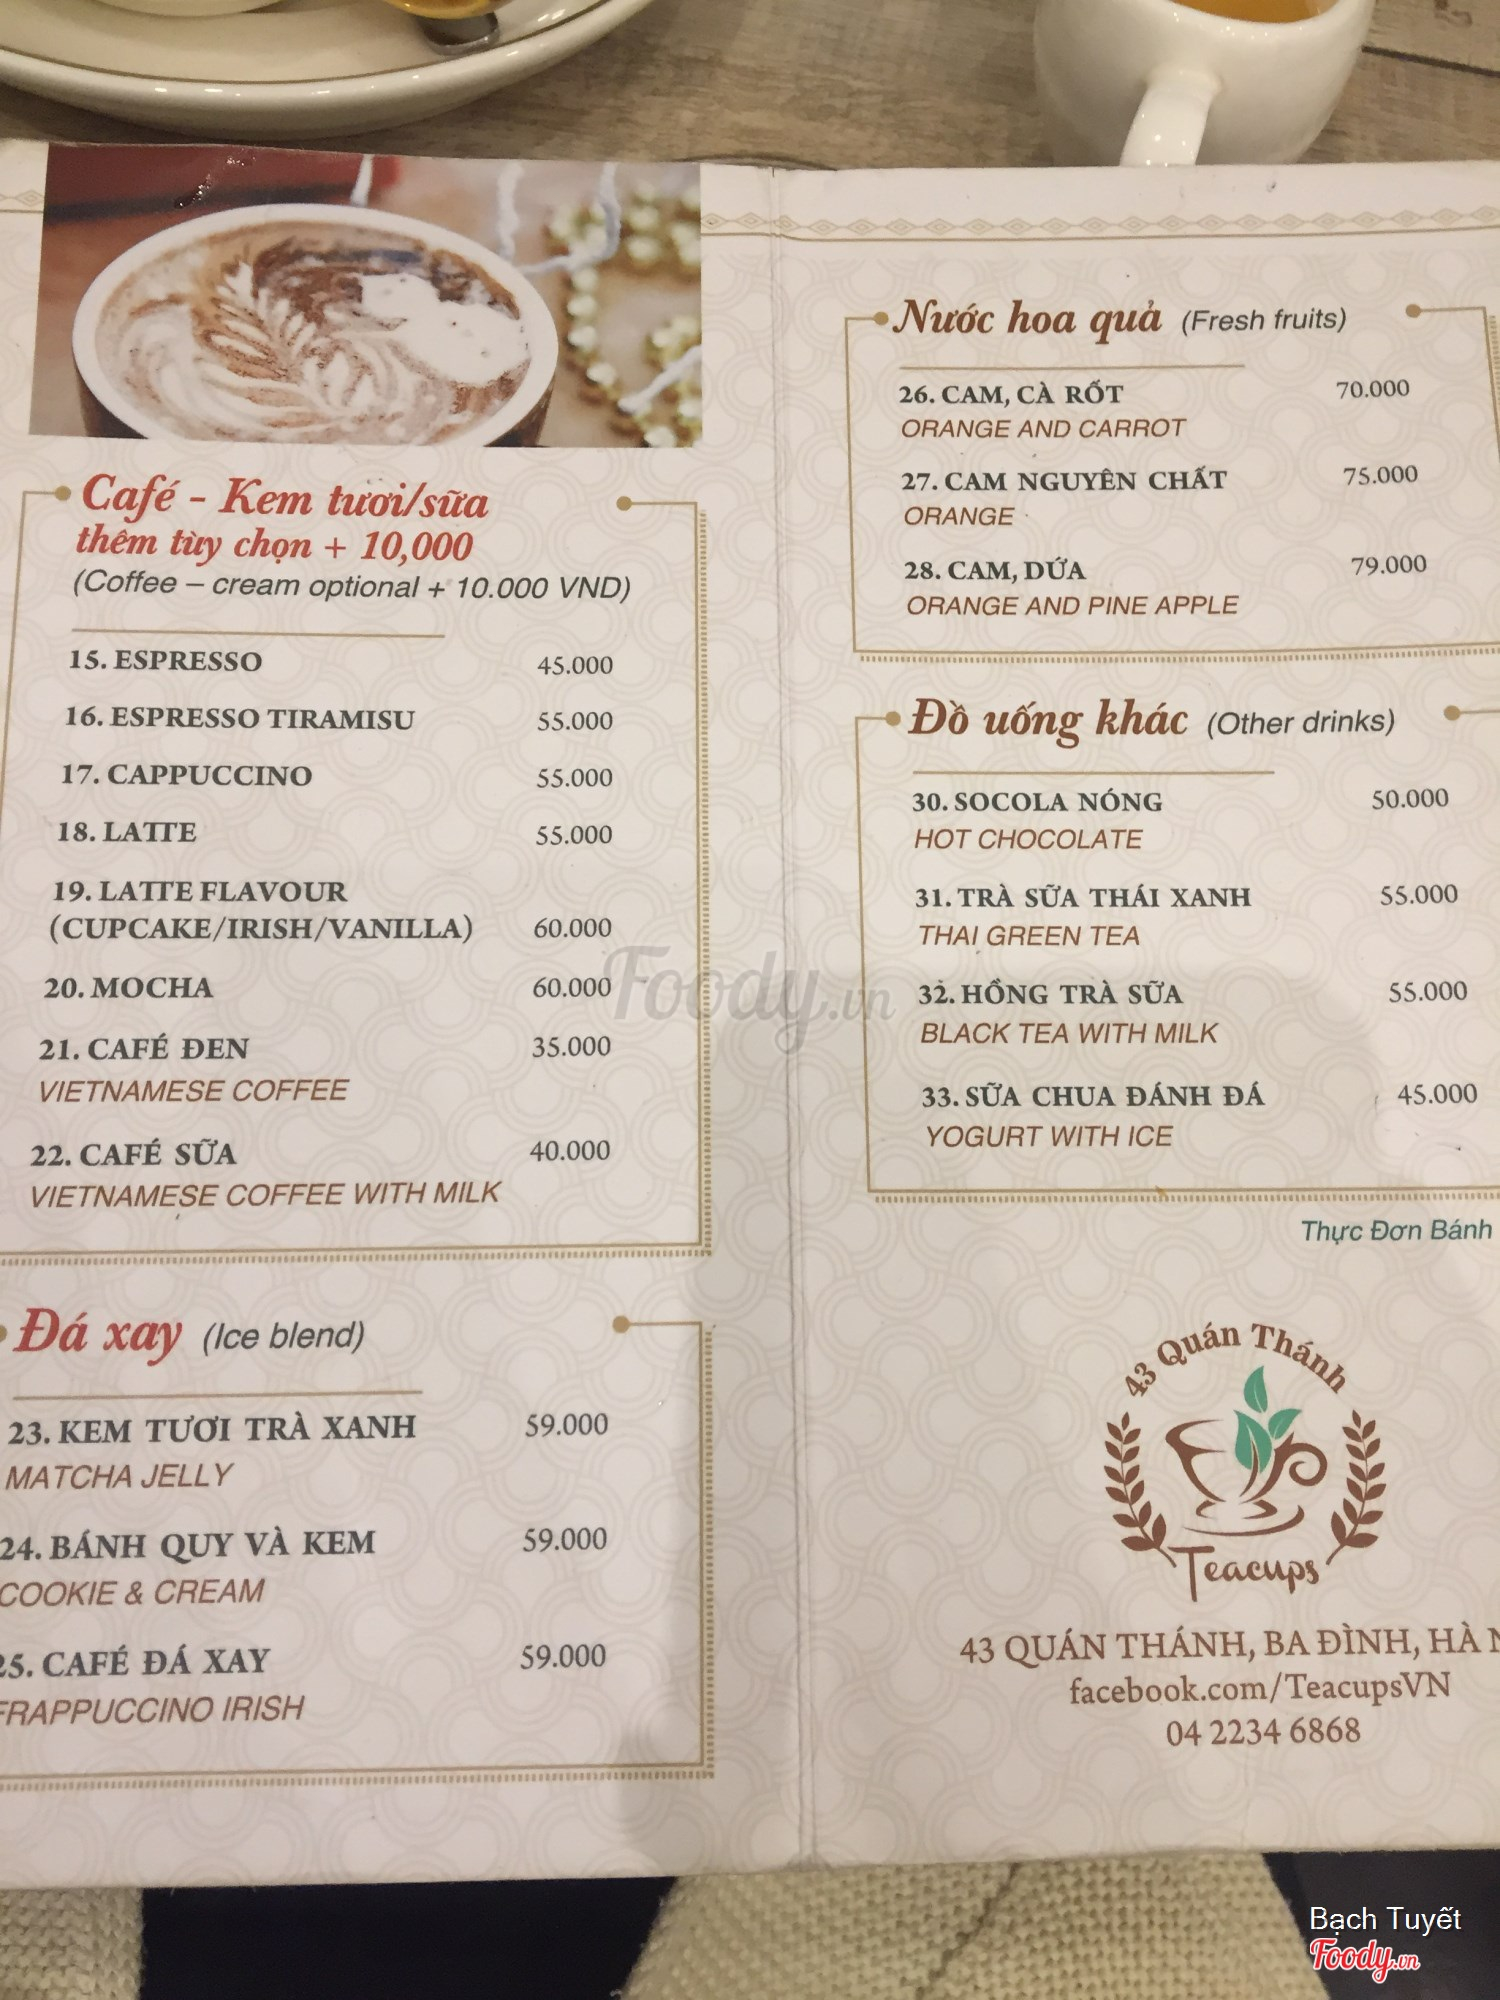 Café - Kem tươi/sữa
thêm tùy chọn + 10,000
(Coffee – cream optional + 10.000 VND)
15. ESPRESSO 45.000
16. ESPRESSO TIRAMISU 55.000
17. CAPPUCCINO 55.000
18. LATTE 55.000
19. LATTE FLAVOUR
(CUPCAKE/IRISH/VANILLA) 60.000
20. MOCHA 60.000
21. CAFÉ ĐEN 35.000
VIETNAMESE COFFEE
22. CAFÉ SỮA 40.000
VIETNAMESE COFFEE WITH MILK
Đá xay (Ice blend)
23. KEM TƯƠI TRÀ XANH 59.000
MATCHA JELLY
24. BÁNH QUY VÀ KEM 59.000
COOKIE & CREAM
25. CAFÉ ĐÁ XAY 59.000
FRAPPUCCINO IRISH
Nước hoa quả (Fresh fruits)
26. CAM, CÀ RỐT 70.000
ORANGE AND CARROT
27. CAM NGUYÊN CHẤT 75.000
ORANGE
28. CAM, DỨA 79.000
ORANGE AND PINE APPLE
Đồ uống khác (Other drinks)
30. SOCOLA NÓNG 50.000
HOT CHOCOLATE
31. TRÀ SỮA THÁI XANH 55.000
THAI GREEN TEA
32. HỒNG TRÀ SỮA 55.000
BLACK TEA WITH MILK
33. SỮA CHUA ĐÁNH ĐÁ 45.000
YOGURT WITH ICE
Thực Đơn Bánh
43 Quán Thánh
Teacups
43 QUÁN THÁNH, BA ĐÌNH, HÀ N
facebook.com/TeacupsVN
04 2234 6868
Foody.vn
Bạch Tuyết
Foody.vn